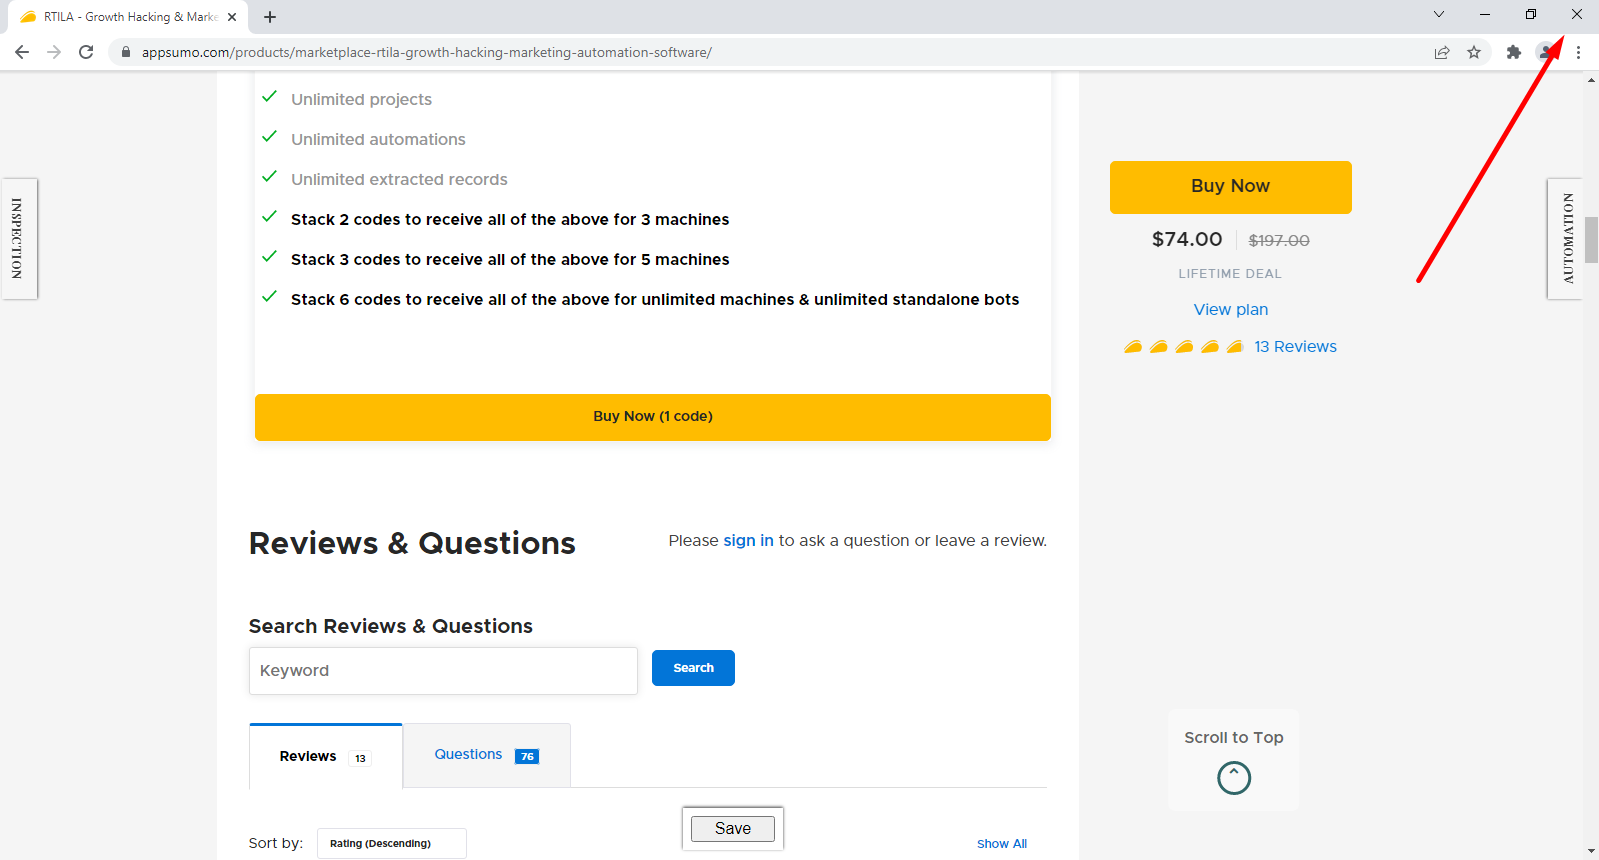 RTILA - Growth Hacking & Marke
appsumo.com/products/marketplace-rtila-growth-hacking-marketing-automation-software/
Unlimited projects
Unlimited automations
Unlimited extracted records
Stack 2 codes to receive all of the above for 3 machines
Stack 3 codes to receive all of the above for 5 machines
Stack 6 codes to receive all of the above for unlimited machines & unlimited standalone bots
Buy Now (1 code)
INSPECTION
Buy Now
$74.00 $197.00
LIFETIME DEAL
View plan
13 Reviews
AUTOMATION
Reviews & Questions
Please sign in to ask a question or leave a review.
Search Reviews & Questions
Keyword
Search
Reviews 13
Questions 76
Scroll to Top
Save
Sort by: Rating (Descending)
Show All